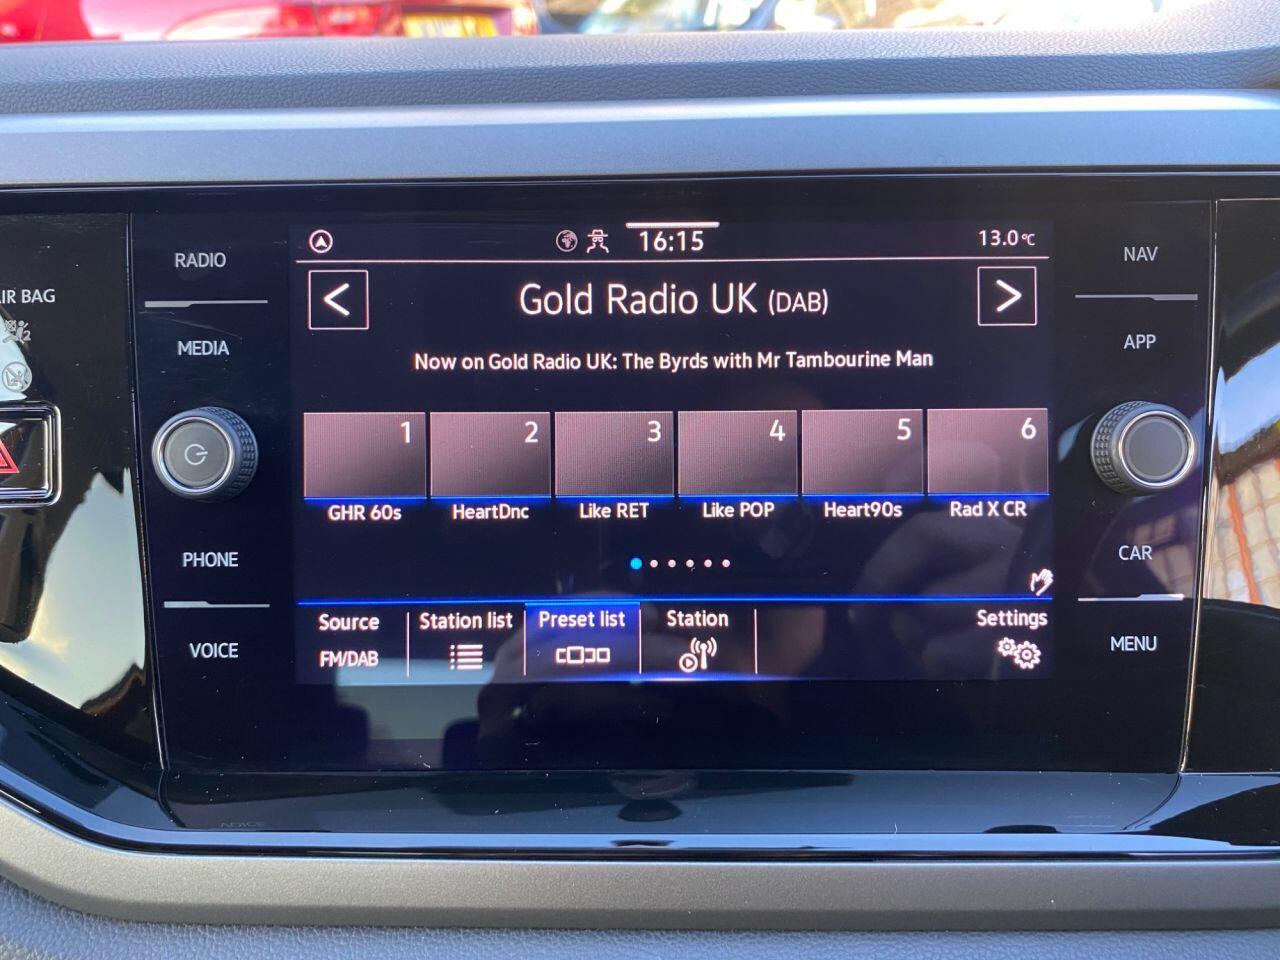 RADIO
MEDIA
PHONE
VOICE
AIR BAG
16:15
13.0°C
<
Gold Radio UK (DAB)
>
Now on Gold Radio UK: The Byrds with Mr Tambourine Man
1 2 3 4 5 6
GHR 60s HeartDnc Like RET Like POP Heart90s Rad X CR
Source Station list Preset list Station Settings
FM/DAB
NAV
APP
CAR
MENU